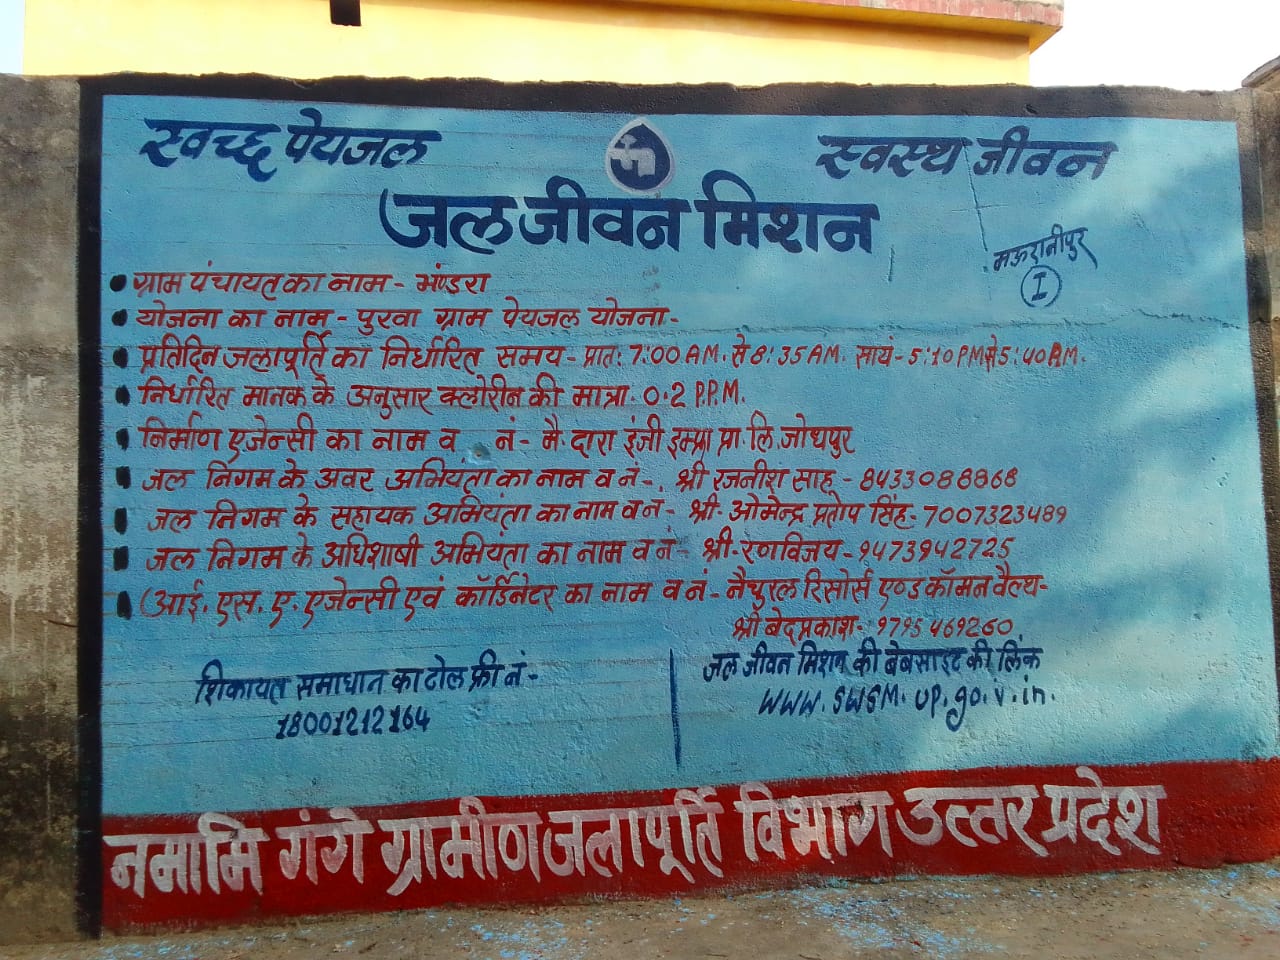 स्वच्छ पेयजल
स्वस्थ जीवन
जल जीवन मिशन
मऊरानीपुर
I
ग्राम पंचायत का नाम - भंण्डरा
योजना का नाम - पुरवा ग्राम पेयजल योजना-
प्रतिदिन जलापूर्ति का निर्धारित समय - प्रात: 7:00 AM. से 8:35 AM. सायं - 5:10 PM से 5:40 P.M.
निर्धारित मानक के अनुसार क्लोरीन की मात्रा. 0.2 P.P.M.
निर्माण एजेन्सी का नाम व नं - मै. दारा इंजी इम्फ्रा प्रा. लि. जोधपुर
जल निगम के अवर अभियंता का नाम व नं -. श्री रजनीश साहू - 8433088868
जल निगम के सहायक अभियंता का नाम व नं - श्री. ओमेन्द्र प्रताप सिंह - 7007323489
जल निगम के अधिशाषी अभियंता का नाम व नं - श्री. रणविजय - 9473942725
(आई. एस. ए. एजेन्सी एवं कॉर्डिनेटर का नाम व नं - नैचुरल रिसोर्स एण्ड कॉमन वैल्थ-
श्री बेदप्रकाश - 9795469260
शिकायत समाधान का टोल फ्री नं -
18001212164
जल जीवन मिशन की बेबसाइट की लिंक
WWW. SWSM. UP. go. v. in.
नमामि गंगे ग्रामीण जलापूर्ति विभाग उत्तर प्रदेश